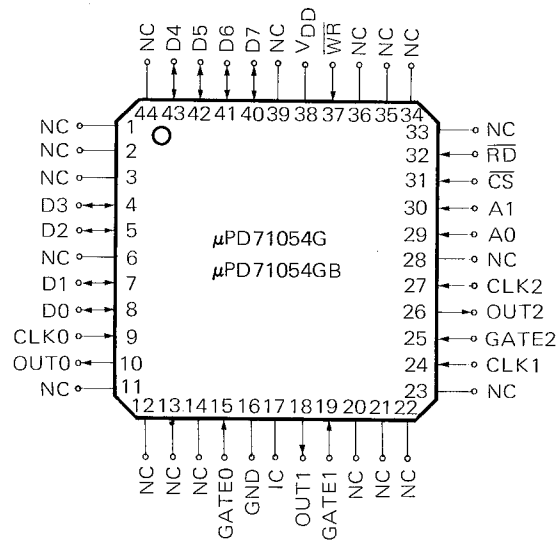 NC D4 D5 D6 D7 NC VDD WR NC NC NC
44 43 42 41 40 39 38 37 36 35 34
NC 1
NC 2
NC 3
D3 4
D2 5
NC 6
D1 7
D0 8
CLK0 9
OUT0 10
NC 11
μPD71054G
μPD71054GB
33 NC
32 RD
31 CS
30 A1
29 A0
28 NC
27 CLK2
26 OUT2
25 GATE2
24 CLK1
23 NC
12 13 14 15 16 17 18 19 20 21 22
NC NC NC GATE0 GND IC OUT1 GATE1 NC NC NC